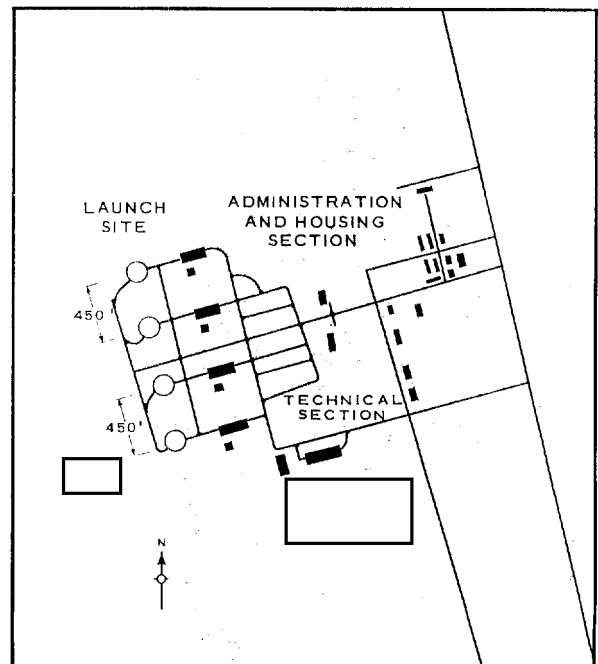 LAUNCH
SITE
ADMINISTRATION
AND HOUSING
SECTION
450'
450'
TECHNICAL
SECTION
N